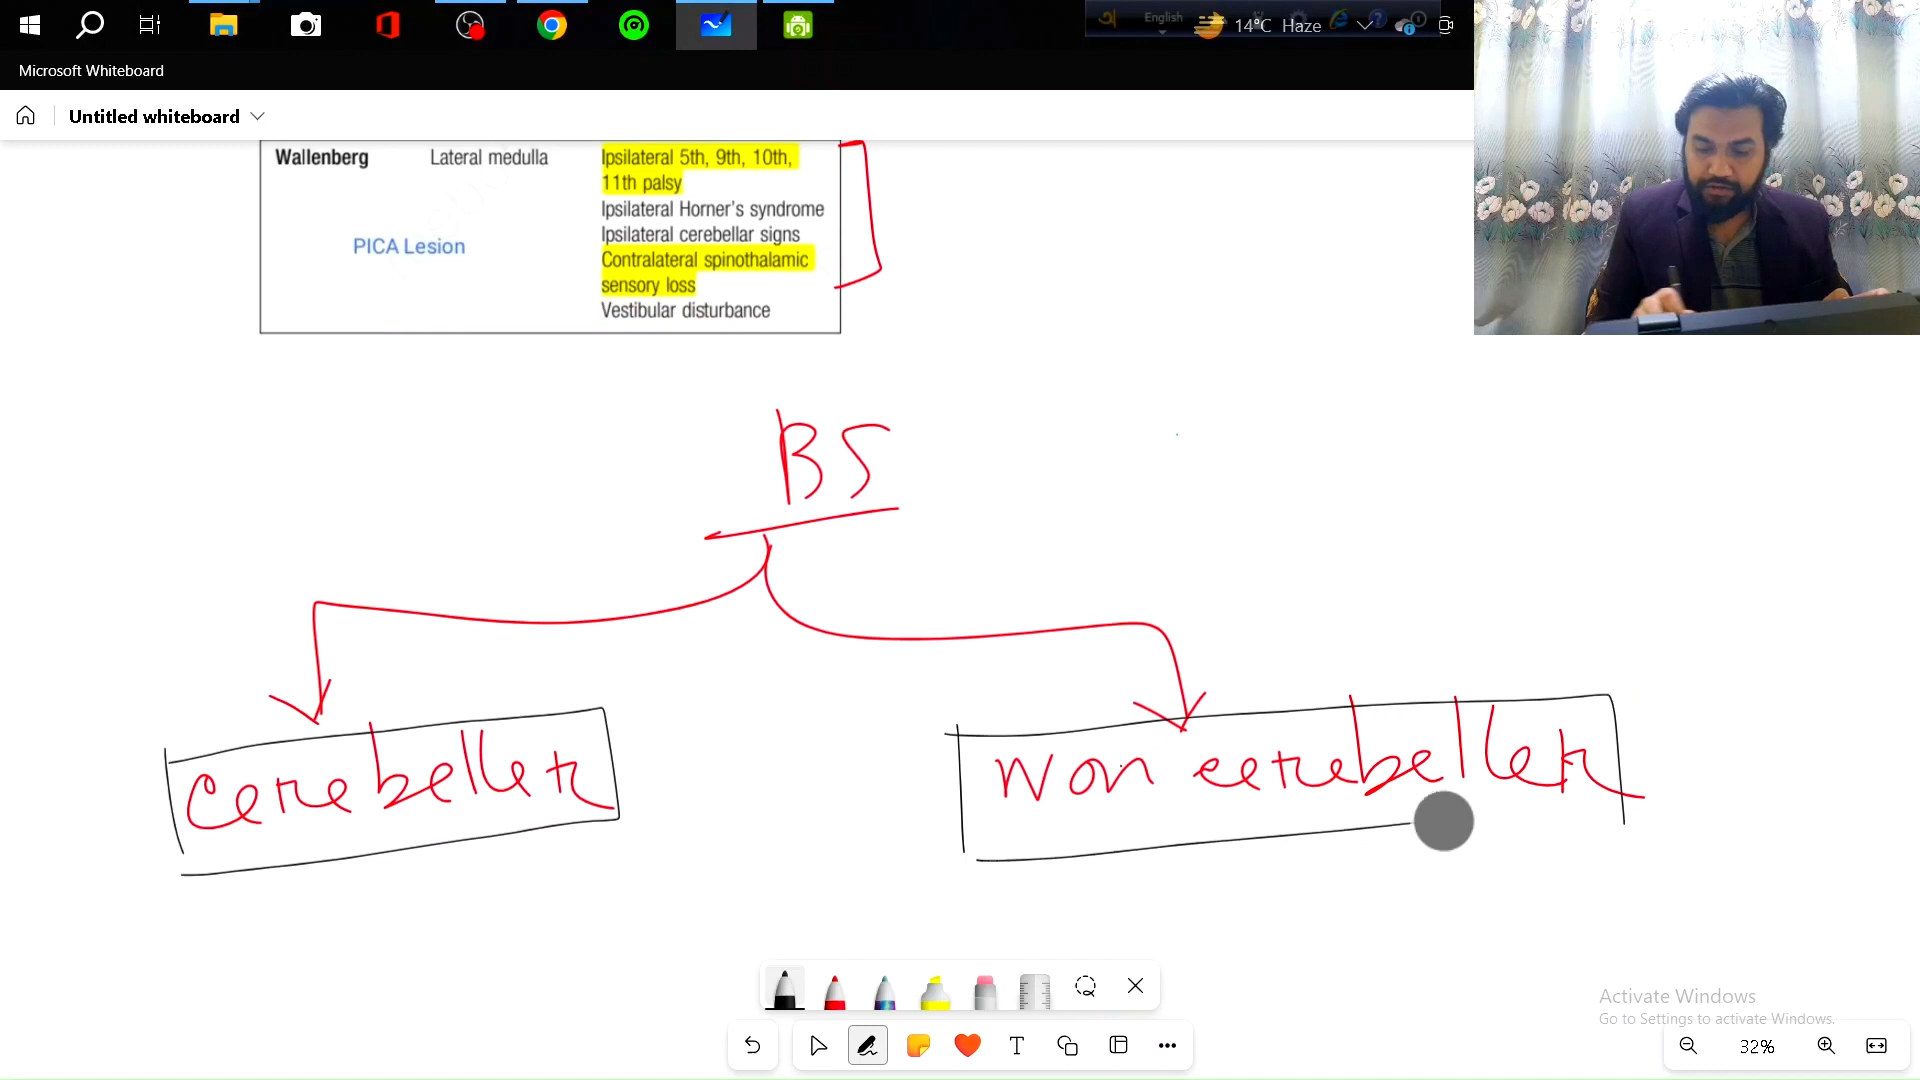 English
14°C Haze
Microsoft Whiteboard
Untitled whiteboard
Wallenberg Lateral medulla Ipsilateral 5th, 9th, 10th,
11th palsy
Ipsilateral Horner's syndrome
Ipsilateral cerebellar signs
PICA Lesion
Contralateral spinothalamic
sensory loss
Vestibular disturbance
BS
Cerebeller
Non cerebeller
Activate Windows
Go to Settings to activate Windows.
32%